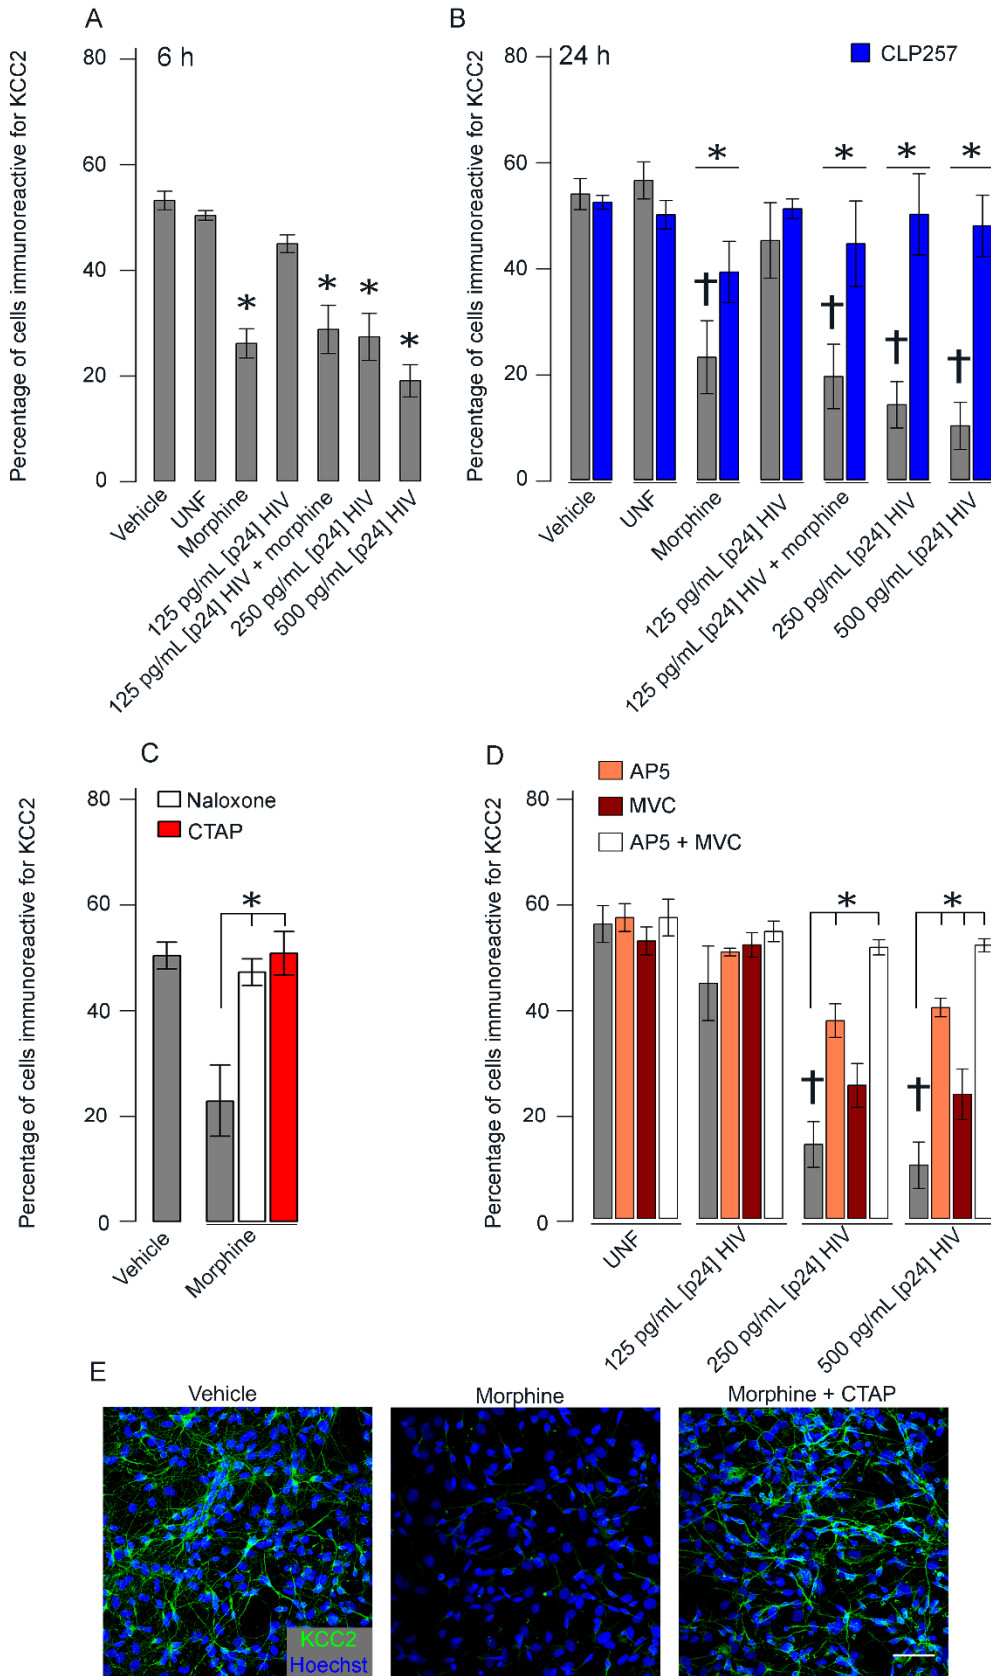 A
6 h
Percentage of cells immunoreactive for KCC2
80
60
40
20
0
*
*
*
*
Vehicle
UNF
Morphine
125 pg/mL [p24] HIV
125 pg/mL [p24] HIV + morphine
250 pg/mL [p24] HIV
500 pg/mL [p24] HIV
B
24 h
CLP257
Percentage of cells immunoreactive for KCC2
80
60
40
20
0
*
*
*
*
†
†
†
†
Vehicle
UNF
Morphine
125 pg/mL [p24] HIV
125 pg/mL [p24] HIV + morphine
250 pg/mL [p24] HIV
500 pg/mL [p24] HIV
C
Naloxone
CTAP
Percentage of cells immunoreactive for KCC2
80
60
40
20
0
*
Vehicle
Morphine
D
AP5
MVC
AP5 + MVC
Percentage of cells immunoreactive for KCC2
80
60
40
20
0
*
*
†
†
UNF
125 pg/mL [p24] HIV
250 pg/mL [p24] HIV
500 pg/mL [p24] HIV
E
Vehicle
Morphine
Morphine + CTAP
KCC2
Hoechst